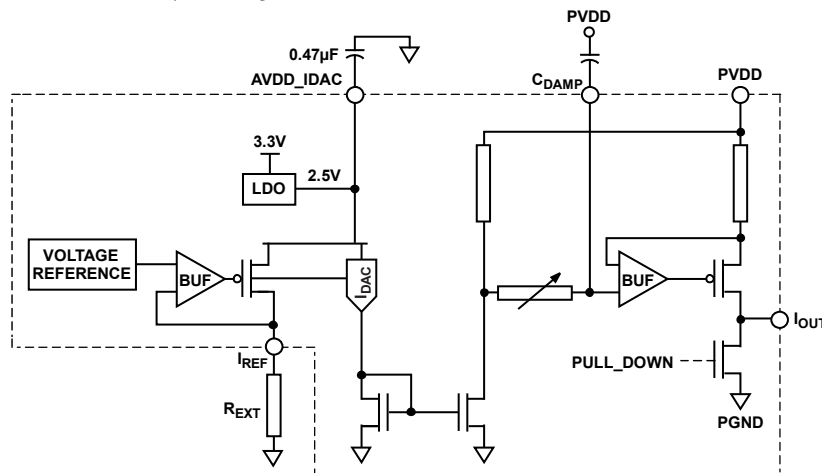 0.47µF
AVDD_IDAC
PVDD
CDAMP
PVDD
3.3V
LDO
2.5V
VOLTAGE
REFERENCE
BUF
IDAC
BUF
IOUT
IREF
REXT
PULL_DOWN
PGND